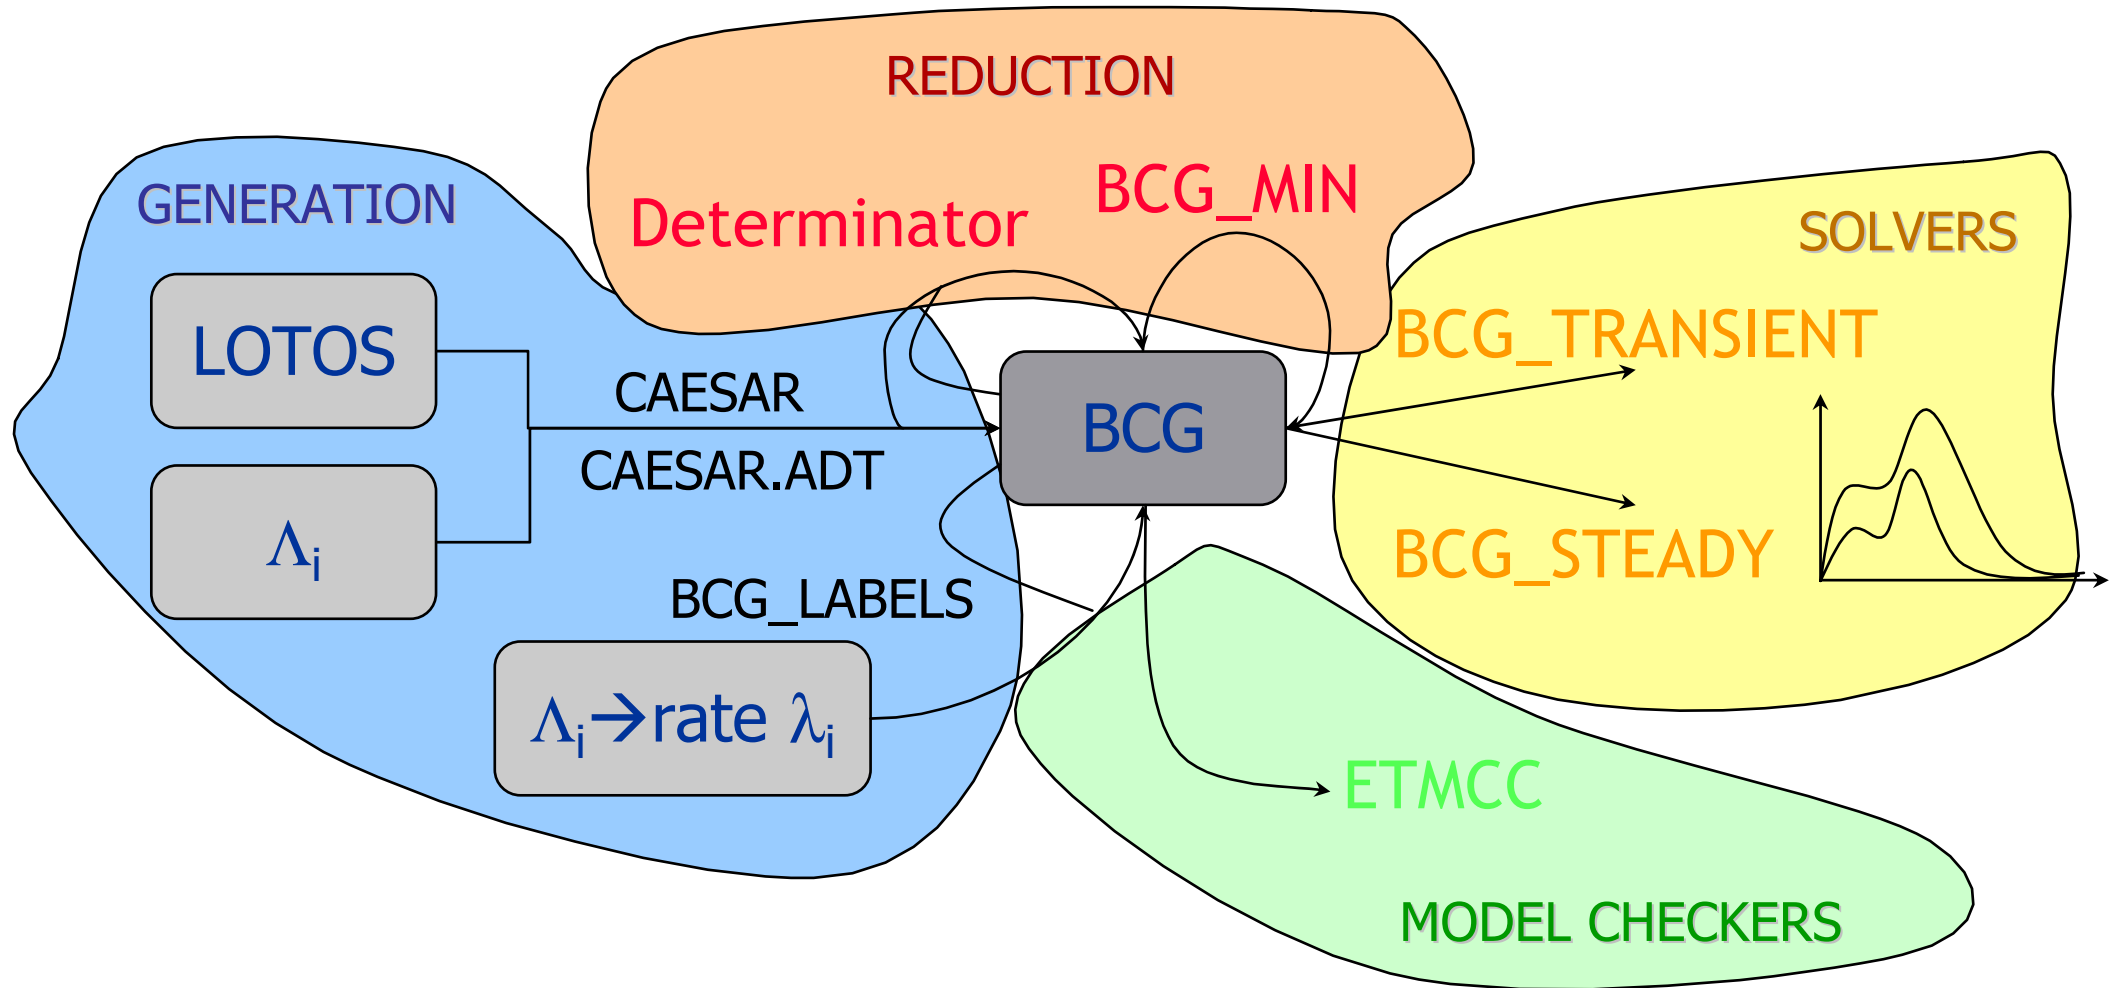 REDUCTION
BCG_MIN
Determinator
GENERATION
SOLVERS
LOTOS
BCG_TRANSIENT
CAESAR
BCG
CAESAR.ADT
Λi
BCG_STEADY
BCG_LABELS
Λi→rate λi
ETMCC
MODEL CHECKERS